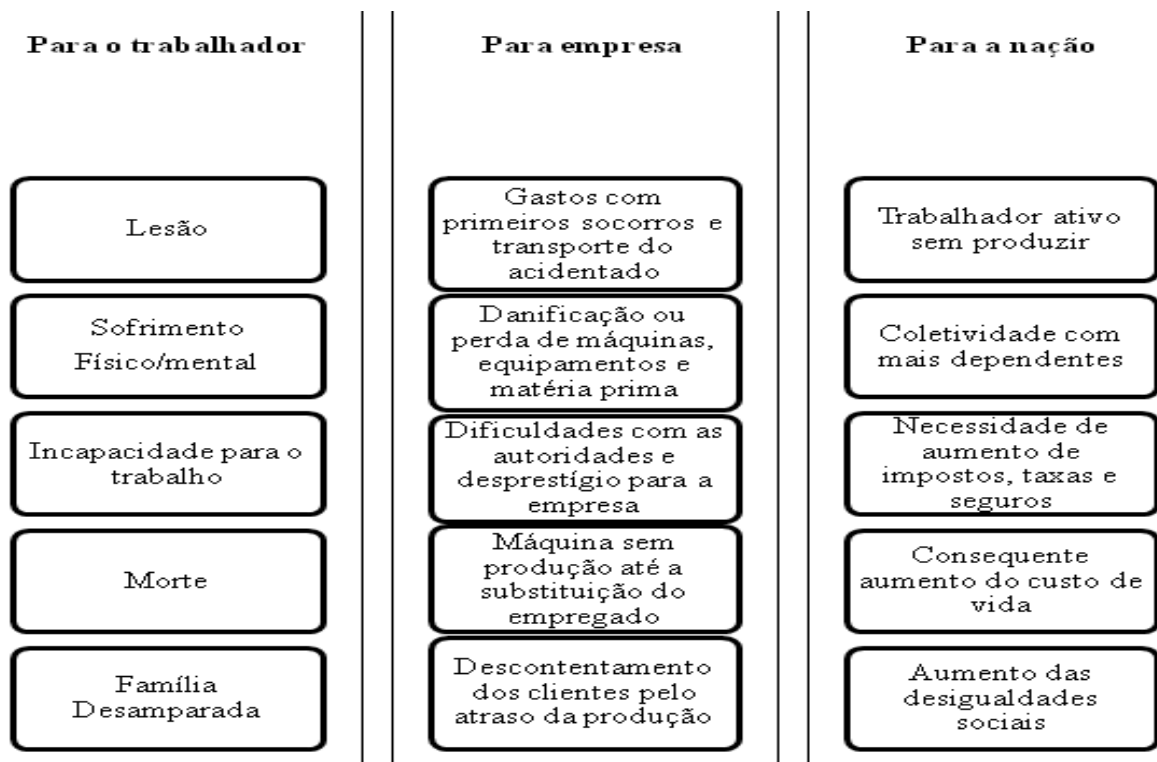 Para o trabalhador
Lesão
Sofrimento
Físico/mental
Incapacidade para o
trabalho
Morte
Família
Desamparada
Para empresa
Gastos com
primeiros socorros e
transporte do
acidentado
Danificação ou
perda de máquinas,
equipamentos e
matéria prima
Dificuldades com as
autoridades e
desprestígio para a
empresa
Máquina sem
produção até a
substituição do
empregado
Descontentamento
dos clientes pelo
atraso da produção
Para a nação
Trabalhador ativo
sem produzir
Coletividade com
mais dependentes
Necessidade de
aumento de
impostos, taxas e
seguros
Consequente
aumento do custo de
vida
Aumento das
desigualdades
sociais